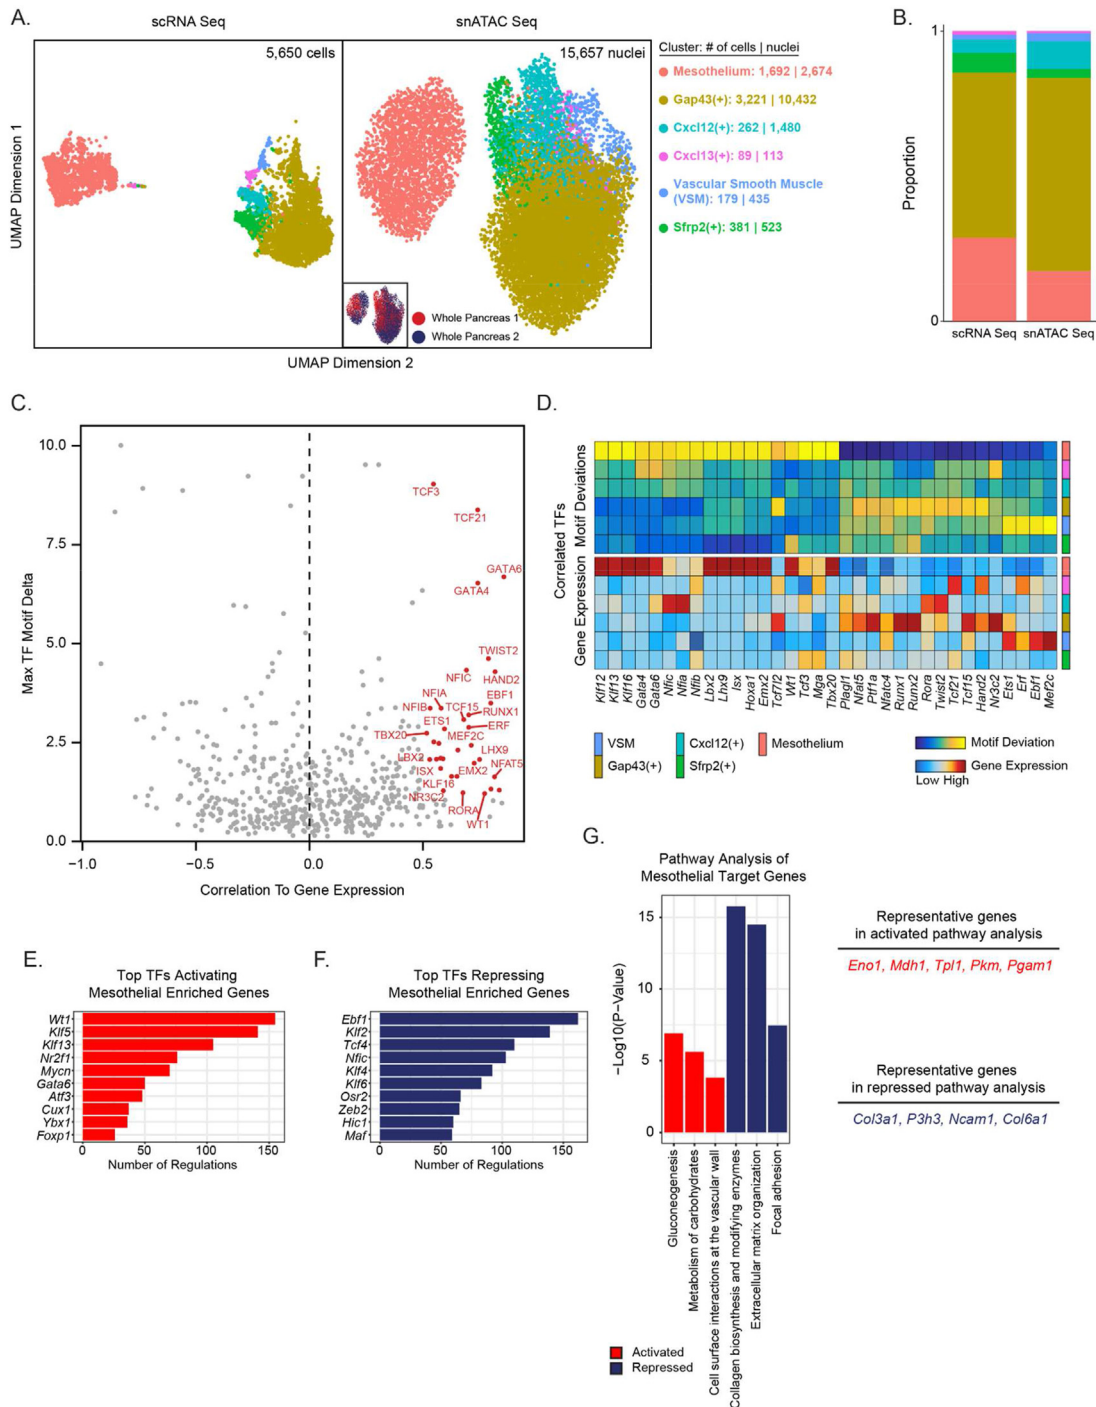 A.
scRNA Seq
snATAC Seq
5,650 cells
15,657 nuclei
UMAP Dimension 1
UMAP Dimension 2
Whole Pancreas 1
Whole Pancreas 2
Cluster: # of cells | nuclei
Mesothelium: 1,692 | 2,674
Gap43(+): 3,221 | 10,432
Cxcl12(+): 262 | 1,480
Cxcl13(+): 89 | 113
Vascular Smooth Muscle
(VSM): 179 | 435
Sfrp2(+): 381 | 523
B.
Proportion
1
0
scRNA Seq
snATAC Seq
C.
Max TF Motif Delta
10.0
7.5
5.0
2.5
0.0
TCF3
TCF21
GATA6
GATA4
TWIST2
NFIC
HAND2
NFIA
EBF1
NFIB
TCF15
RUNX1
ETS1
ERF
TBX20
MEF2C
LHX9
LBX2
ISX
EMX2
NFAT5
KLF16
NR3C2
RORA
WT1
−1.0
−0.5
0.0
0.5
Correlation To Gene Expression
D.
Correlated TFs
Motif Deviations
Gene Expression
Klf12
Klf13
Klf16
Gata4
Gata6
Nfic
Nfia
Nfib
Lbx2
Lhx9
Isx
Hoxa1
Emx2
Tcf7l2
Wt1
Tcf3
Mga
Tbx20
Plagl1
Nfat5
Ptf1a
Nfatc4
Runx1
Runx2
Rora
Twist2
Tcf21
Tcf15
Hand2
Nr3c2
Ets1
Erf
Ebf1
Mef2c
VSM
Cxcl12(+)
Mesothelium
Gap43(+)
Sfrp2(+)
Motif Deviation
Gene Expression
Low High
E.
Top TFs Activating
Mesothelial Enriched Genes
Wt1
Klf5
Klf13
Nr2f1
Mycn
Gata6
Atf3
Cux1
Ybx1
Foxp1
0
50
100
150
Number of Regulations
F.
Top TFs Repressing
Mesothelial Enriched Genes
Ebf1
Klf2
Tcf4
Nfic
Klf4
Klf6
Osr2
Zeb2
Hic1
Maf
0
50
100
150
Number of Regulations
G.
Pathway Analysis of
Mesothelial Target Genes
−Log10(P−Value)
15
10
5
0
Gluconeogenesis
Metabolism of carbohydrates
Cell surface interactions at the vascular wall
Collagen biosynthesis and modifying enzymes
Extracellular matrix organization
Focal adhesion
Activated
Repressed
Representative genes
in activated pathway analysis
Eno1, Mdh1, Tpl1, Pkm, Pgam1
Representative genes
in repressed pathway analysis
Col3a1, P3h3, Ncam1, Col6a1